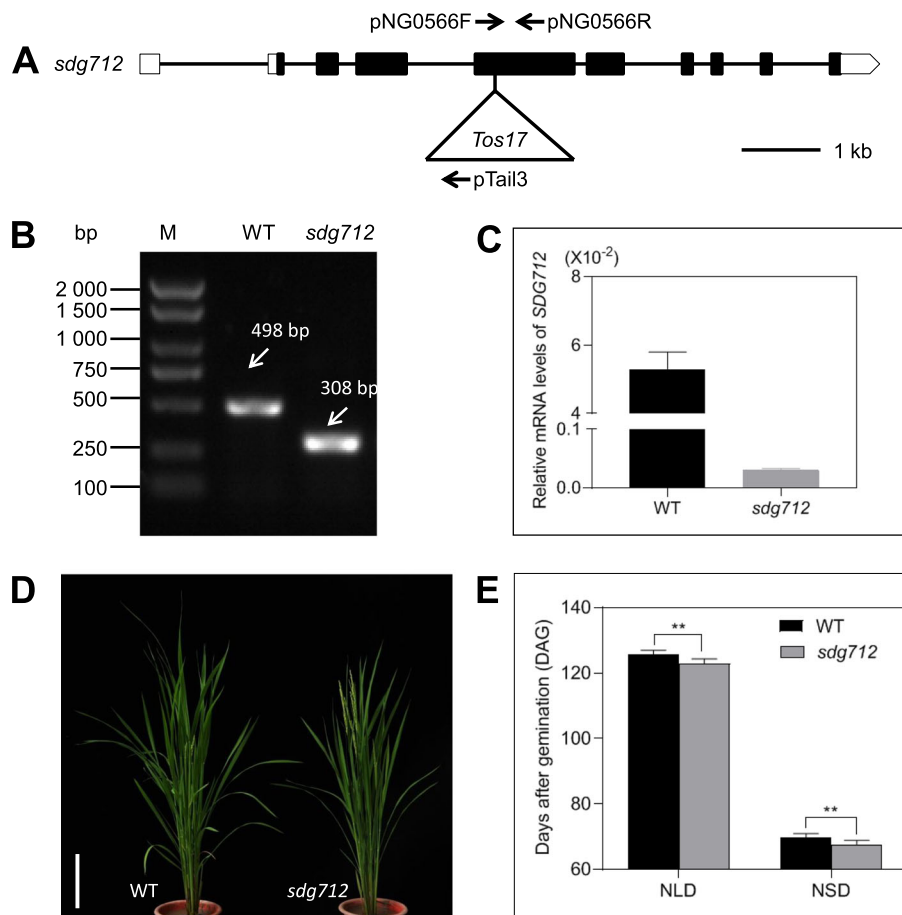 pNG0566F pNG0566R
A sdg712
Tos17
1 kb
pTail3
B bp M WT sdg712
2 000
1 500
1 000
750
500
250
100
498 bp
308 bp
C
(X10-2)
Relative mRNA levels of SDG712
8
6
4
0.1
0.0
WT sdg712
D
WT sdg712
E
Days after gemination (DAG)
140
120
100
80
60
** WT
sdg712
**
NLD NSD